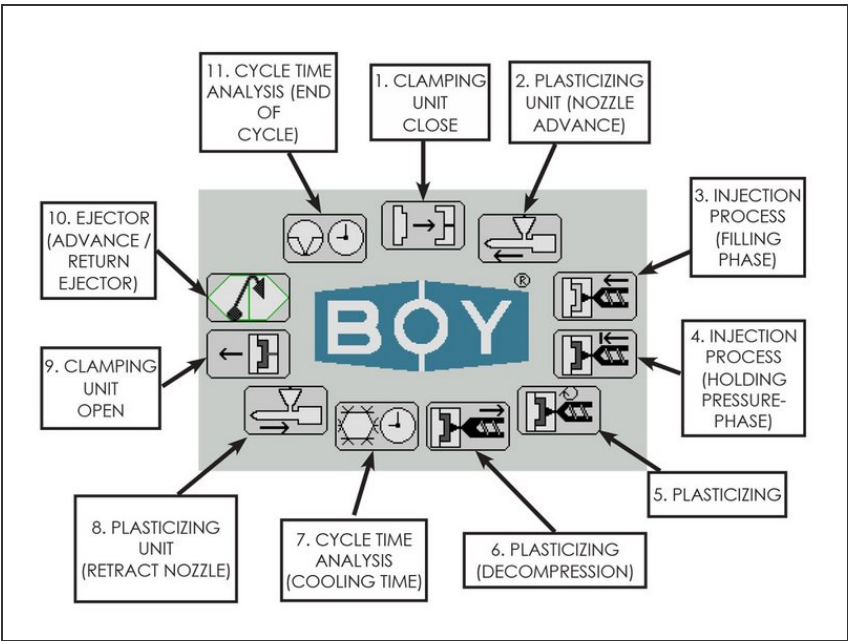 11. CYCLE TIME
ANALYSIS (END
OF
CYCLE)
1. CLAMPING
UNIT
CLOSE
2. PLASTICIZING
UNIT (NOZZLE
ADVANCE)
3. INJECTION
PROCESS
(FILLING
PHASE)
10. EJECTOR
(ADVANCE /
RETURN
EJECTOR)
BOY®
4. INJECTION
PROCESS
(HOLDING
PRESSURE-
PHASE)
9. CLAMPING
UNIT
OPEN
5. PLASTICIZING
8. PLASTICIZING
UNIT
(RETRACT NOZZLE)
7. CYCLE TIME
ANALYSIS
(COOLING TIME)
6. PLASTICIZING
(DECOMPRESSION)